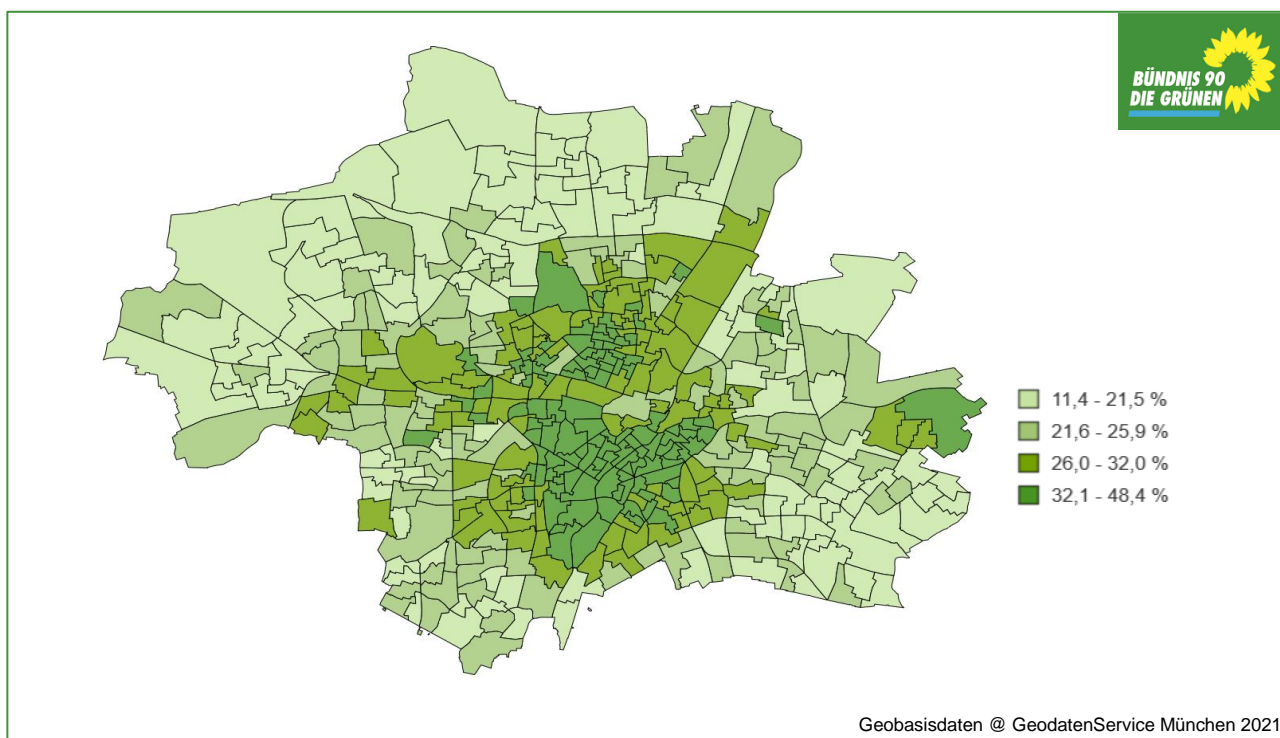 BÜNDNIS 90
DIE GRÜNEN
11,4 - 21,5 %
21,6 - 25,9 %
26,0 - 32,0 %
32,1 - 48,4 %
Geobasisdaten @ GeodatenService München 2021